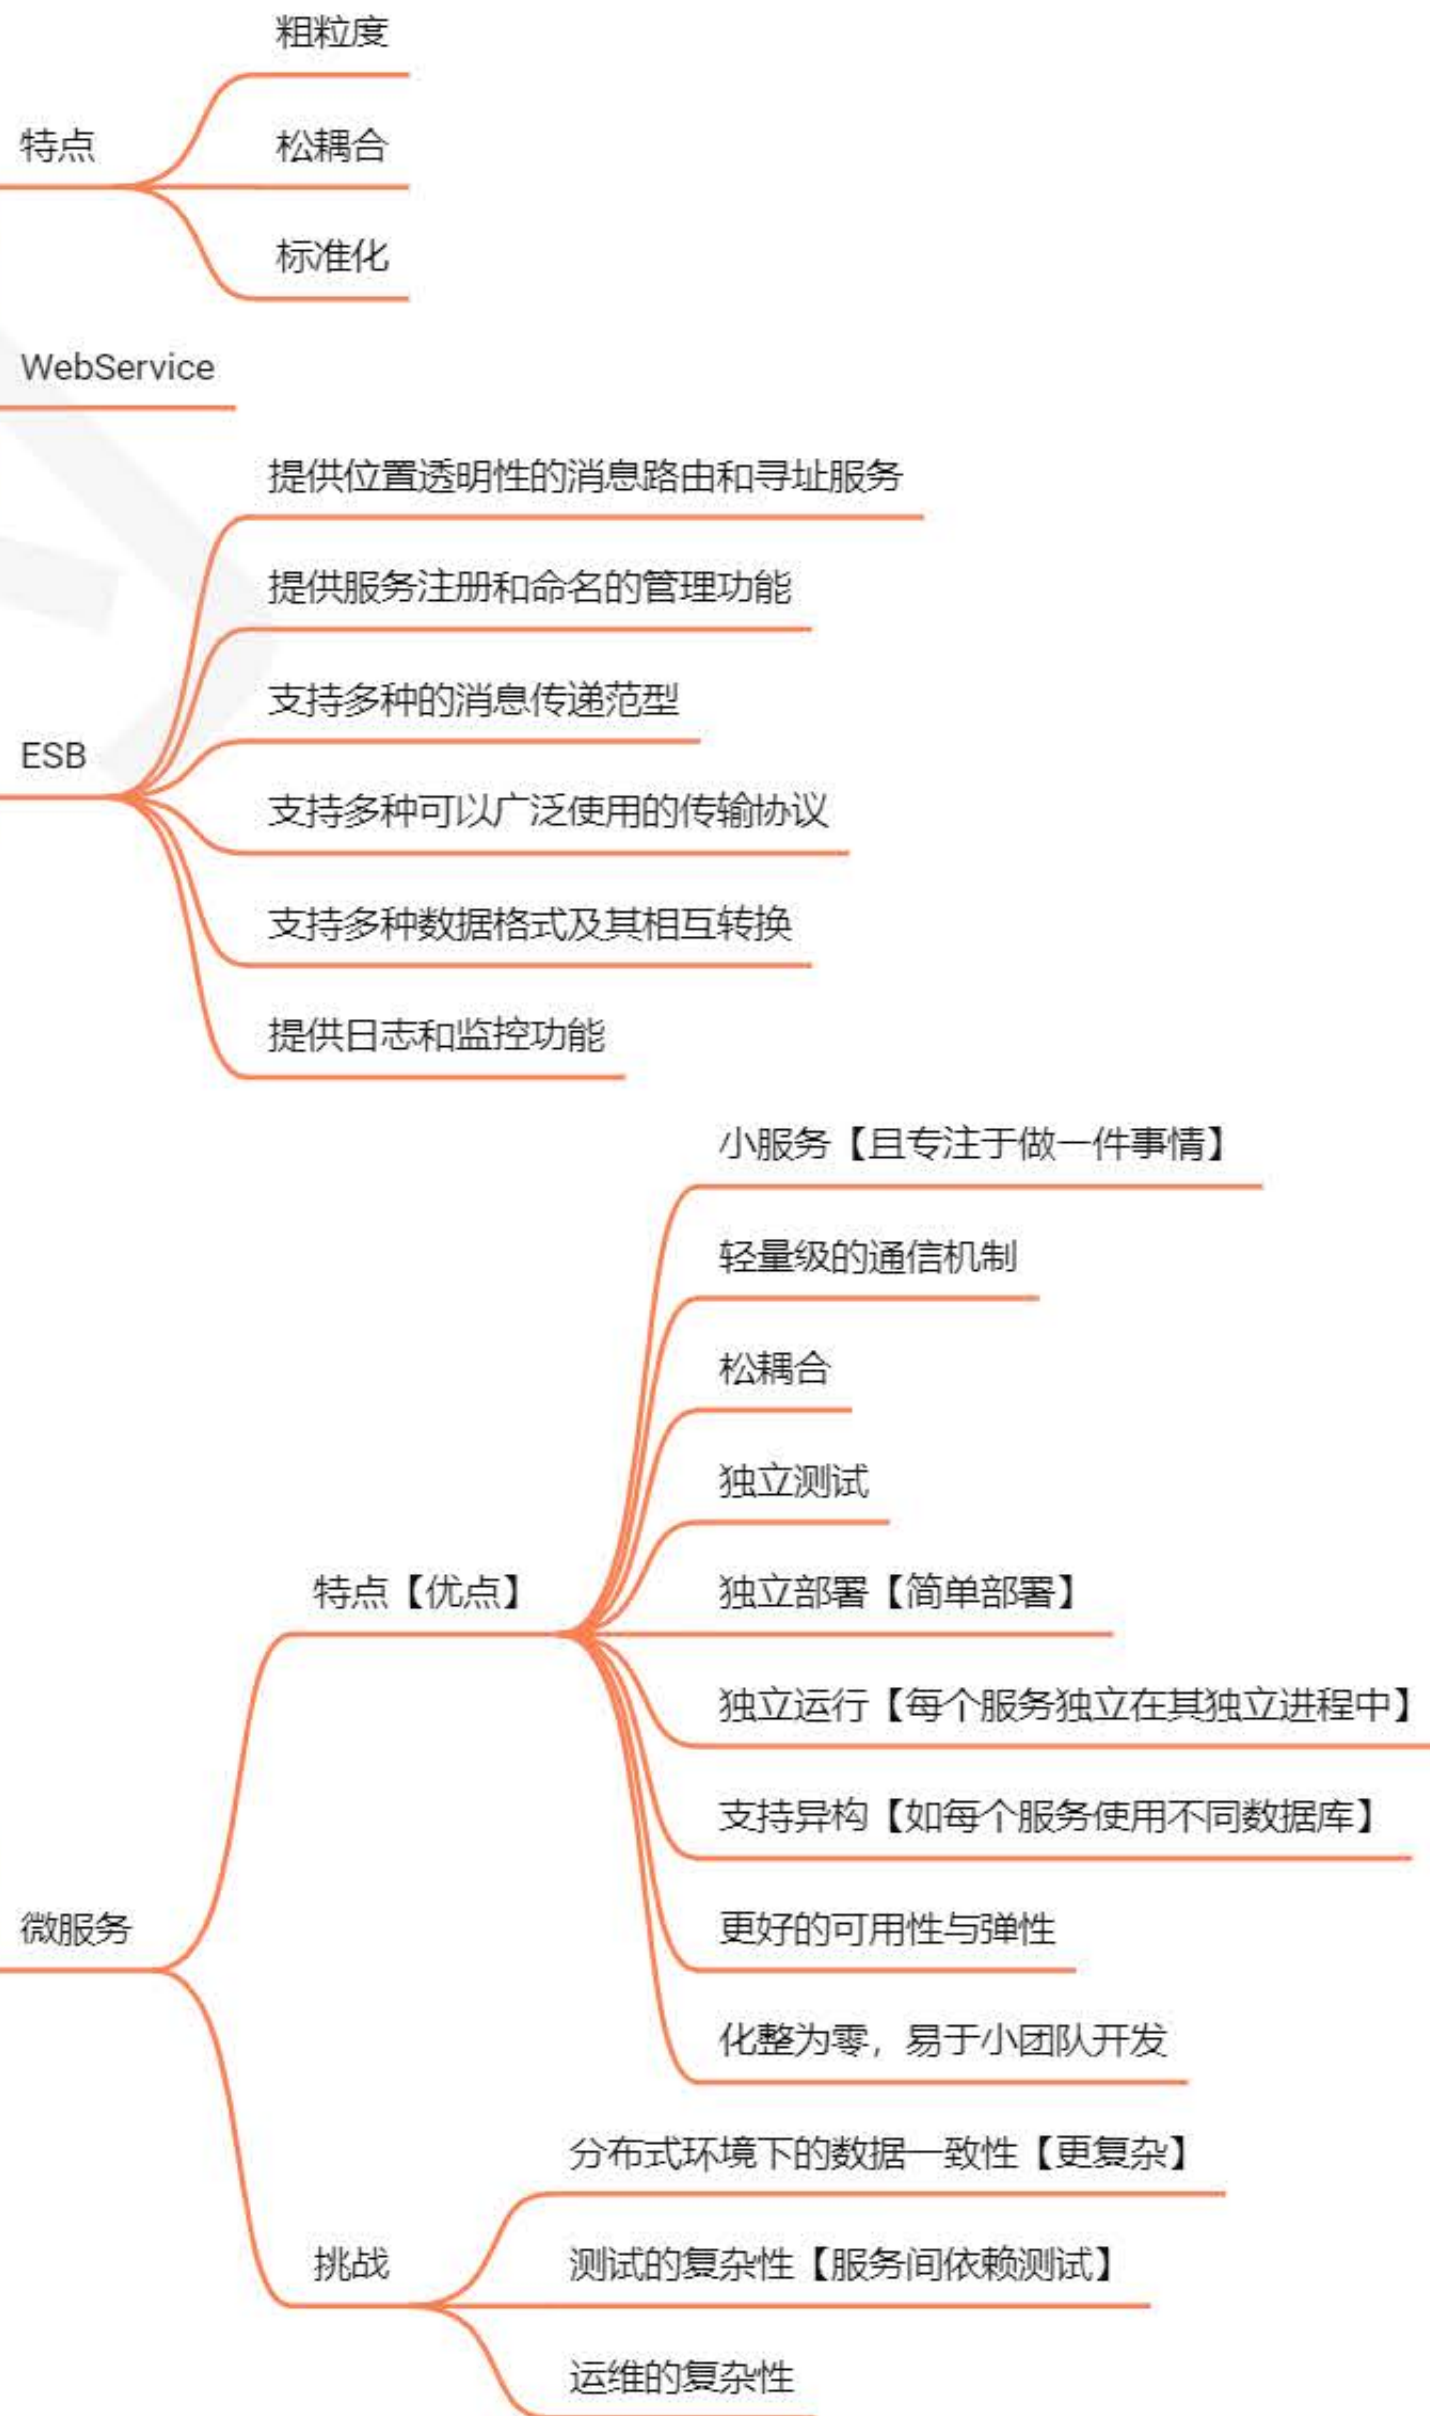 粗粒度
特点
松耦合
标准化
WebService
提供位置透明性的消息路由和寻址服务
提供服务注册和命名的管理功能
支持多种的消息传递范型
ESB
支持多种可以广泛使用的传输协议
支持多种数据格式及其相互转换
提供日志和监控功能
小服务【且专注于做一件事情】
轻量级的通信机制
松耦合
独立测试
特点【优点】
独立部署【简单部署】
独立运行【每个服务独立在其独立进程中】
支持异构【如每个服务使用不同数据库】
微服务
更好的可用性与弹性
化整为零，易于小团队开发
分布式环境下的数据一致性【更复杂】
挑战
测试的复杂性【服务间依赖测试】
运维的复杂性